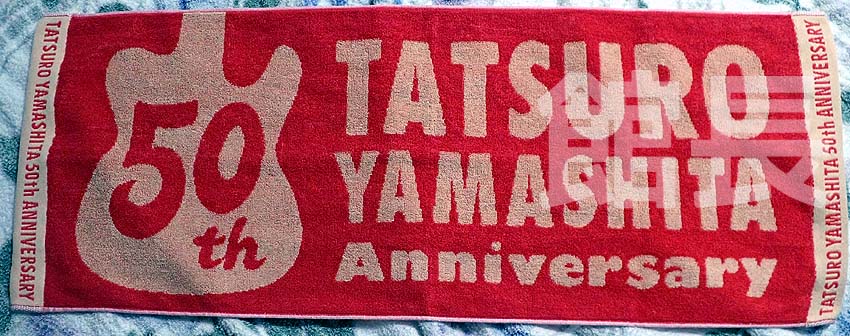 TATSURO YAMASHITA 50th ANNIVERSARY
50
th
TATSURO
YAMASHITA
Anniversary
TATSURO YAMASHITA 50th ANNIVERSARY